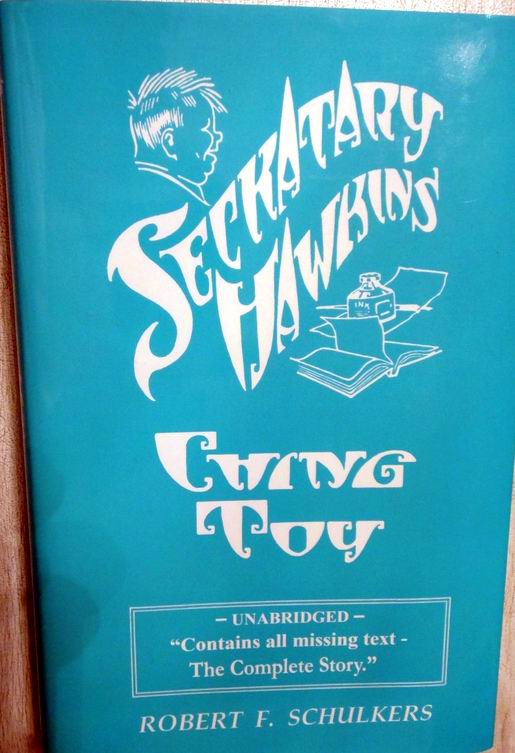 SECKATARY
HAWKINS
INK
CHING
TOY
– UNABRIDGED –
“Contains all missing text -
The Complete Story.”
ROBERT F. SCHULKERS